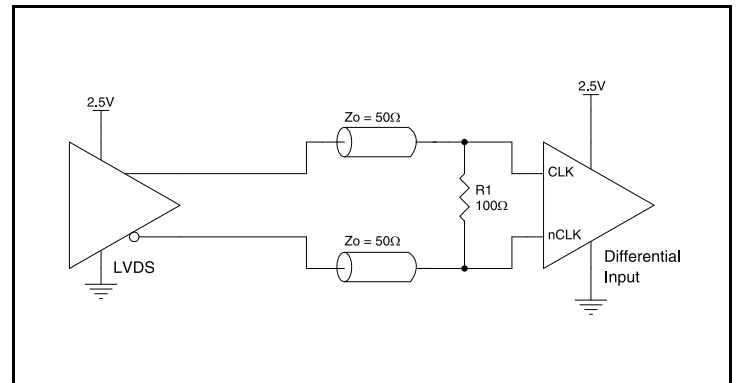 2.5V
2.5V
Zo = 50Ω
CLK
R1
100Ω
Zo = 50Ω
nCLK
LVDS
Differential
Input